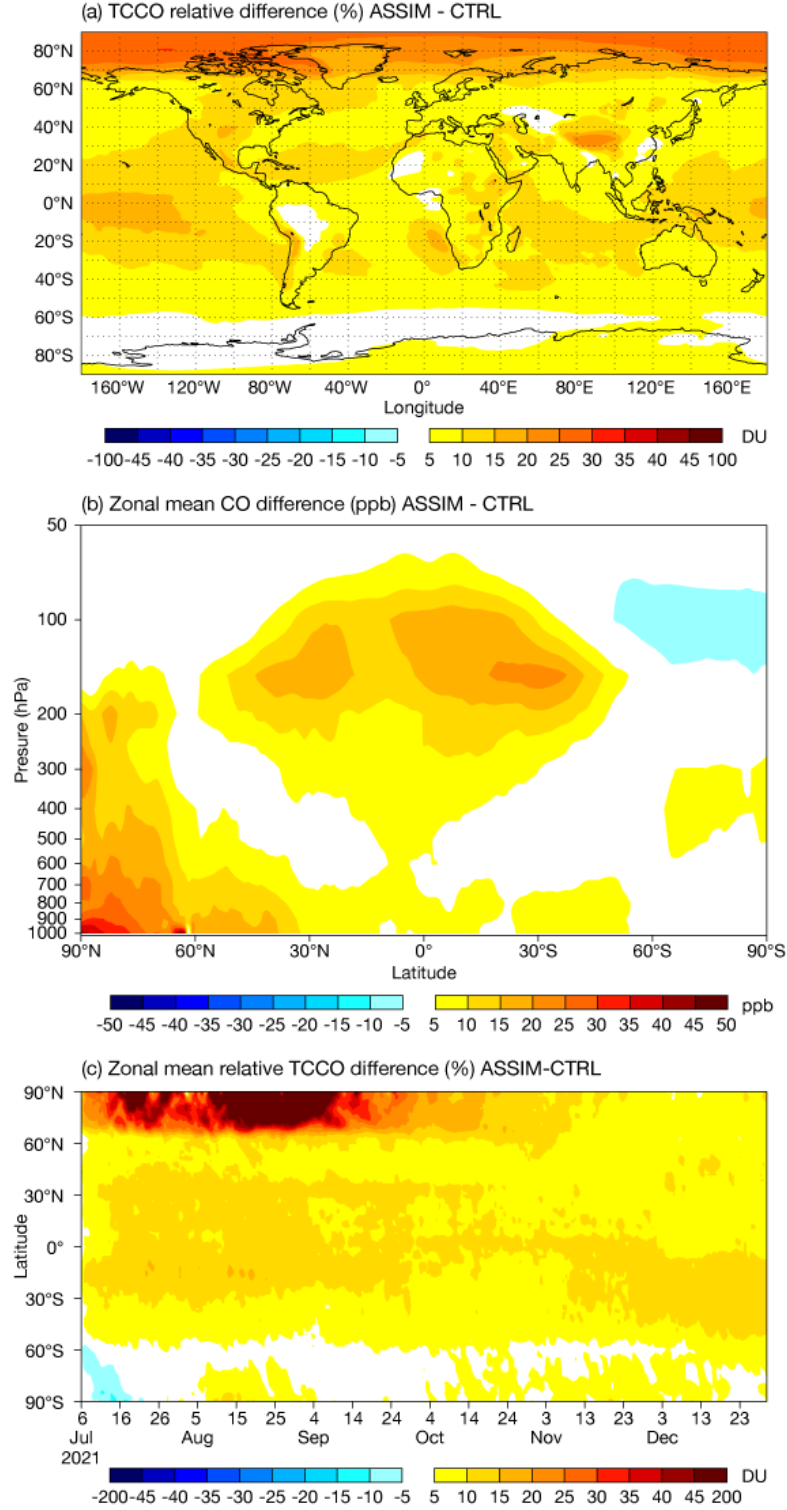 (a) TCCO relative difference (%) ASSIM - CTRL
80°N
60°N
40°N
20°N
0°N
20°S
40°S
60°S
80°S
160°W 120°W 80°W 40°W 0° 40°E 80°E 120°E 160°E
Longitude
DU
-100 -45 -40 -35 -30 -25 -20 -15 -10 -5 5 10 15 20 25 30 35 40 45 100
(b) Zonal mean CO difference (ppb) ASSIM - CTRL
50
100
200
300
400
500
600
700
800
900
1000
Presure (hPa)
90°N 60°N 30°N 0°N 30°S 60°S 90°S
Latitude
ppb
-50 -45 -40 -35 -30 -25 -20 -15 -10 -5 5 10 15 20 25 30 35 40 45 50
(c) Zonal mean relative TCCO difference (%) ASSIM-CTRL
90°N
60°N
30°N
0°
30°S
60°S
90°S
Latitude
6 16 26 5 15 25 4 14 24 4 14 24 3 13 23 3 13 23
Jul Aug Sep Oct Nov Dec
2021
DU
-200 -45 -40 -35 -30 -25 -20 -15 -10 -5 5 10 15 20 25 30 35 40 45 200